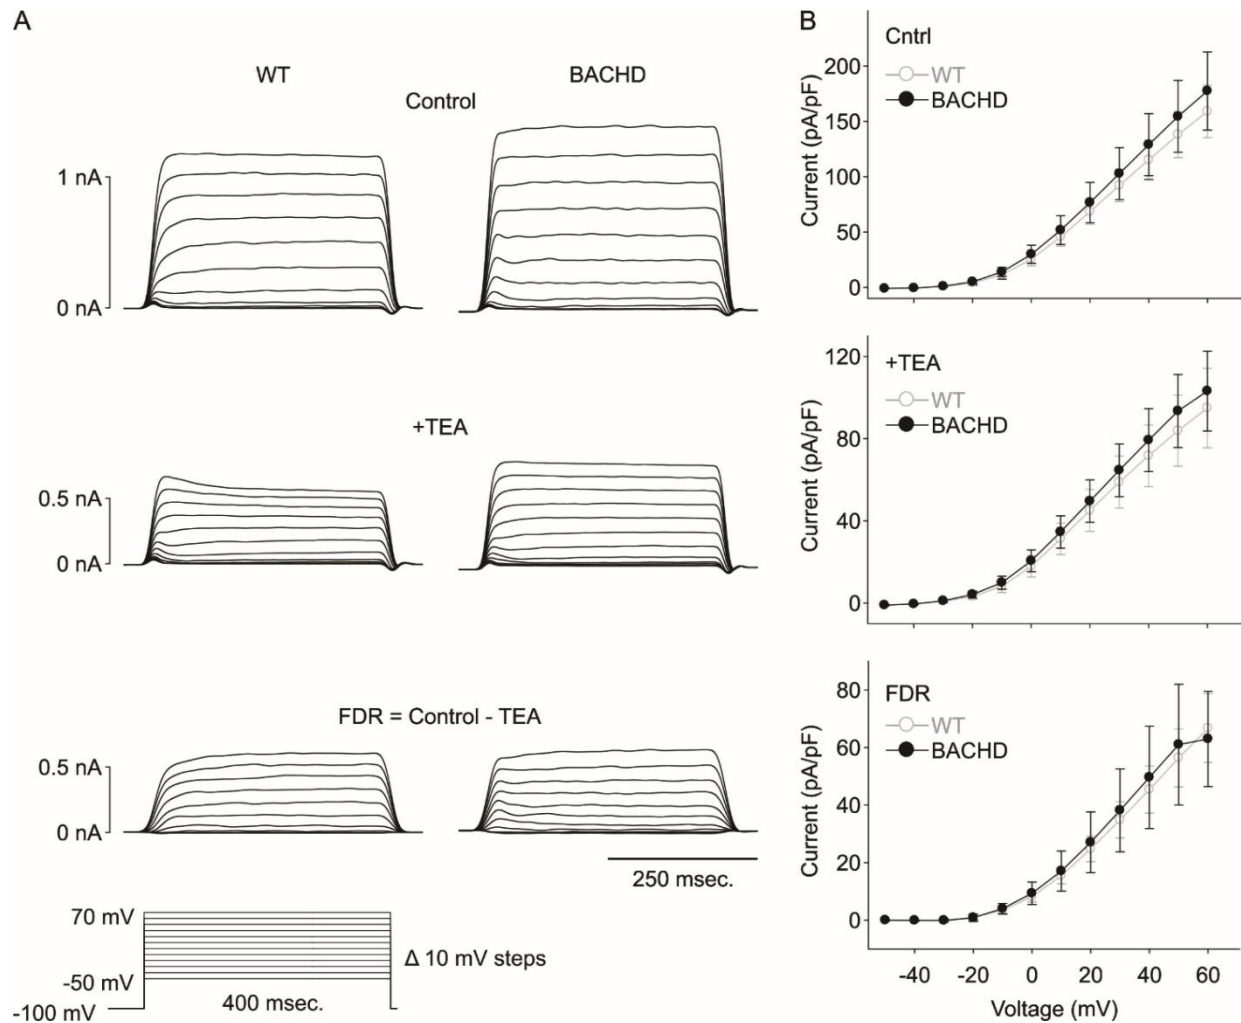 A
WT BACHD
Control
1 nA
0 nA
+TEA
0.5 nA
0 nA
FDR = Control - TEA
0.5 nA
0 nA
250 msec.
70 mV
Δ 10 mV steps
-50 mV
400 msec.
-100 mV
B
Cntrl
WT
BACHD
Current (pA/pF)
200
150
100
50
0
+TEA
WT
BACHD
Current (pA/pF)
120
80
40
0
FDR
WT
BACHD
Current (pA/pF)
80
60
40
20
0
-40 -20 0 20 40 60
Voltage (mV)